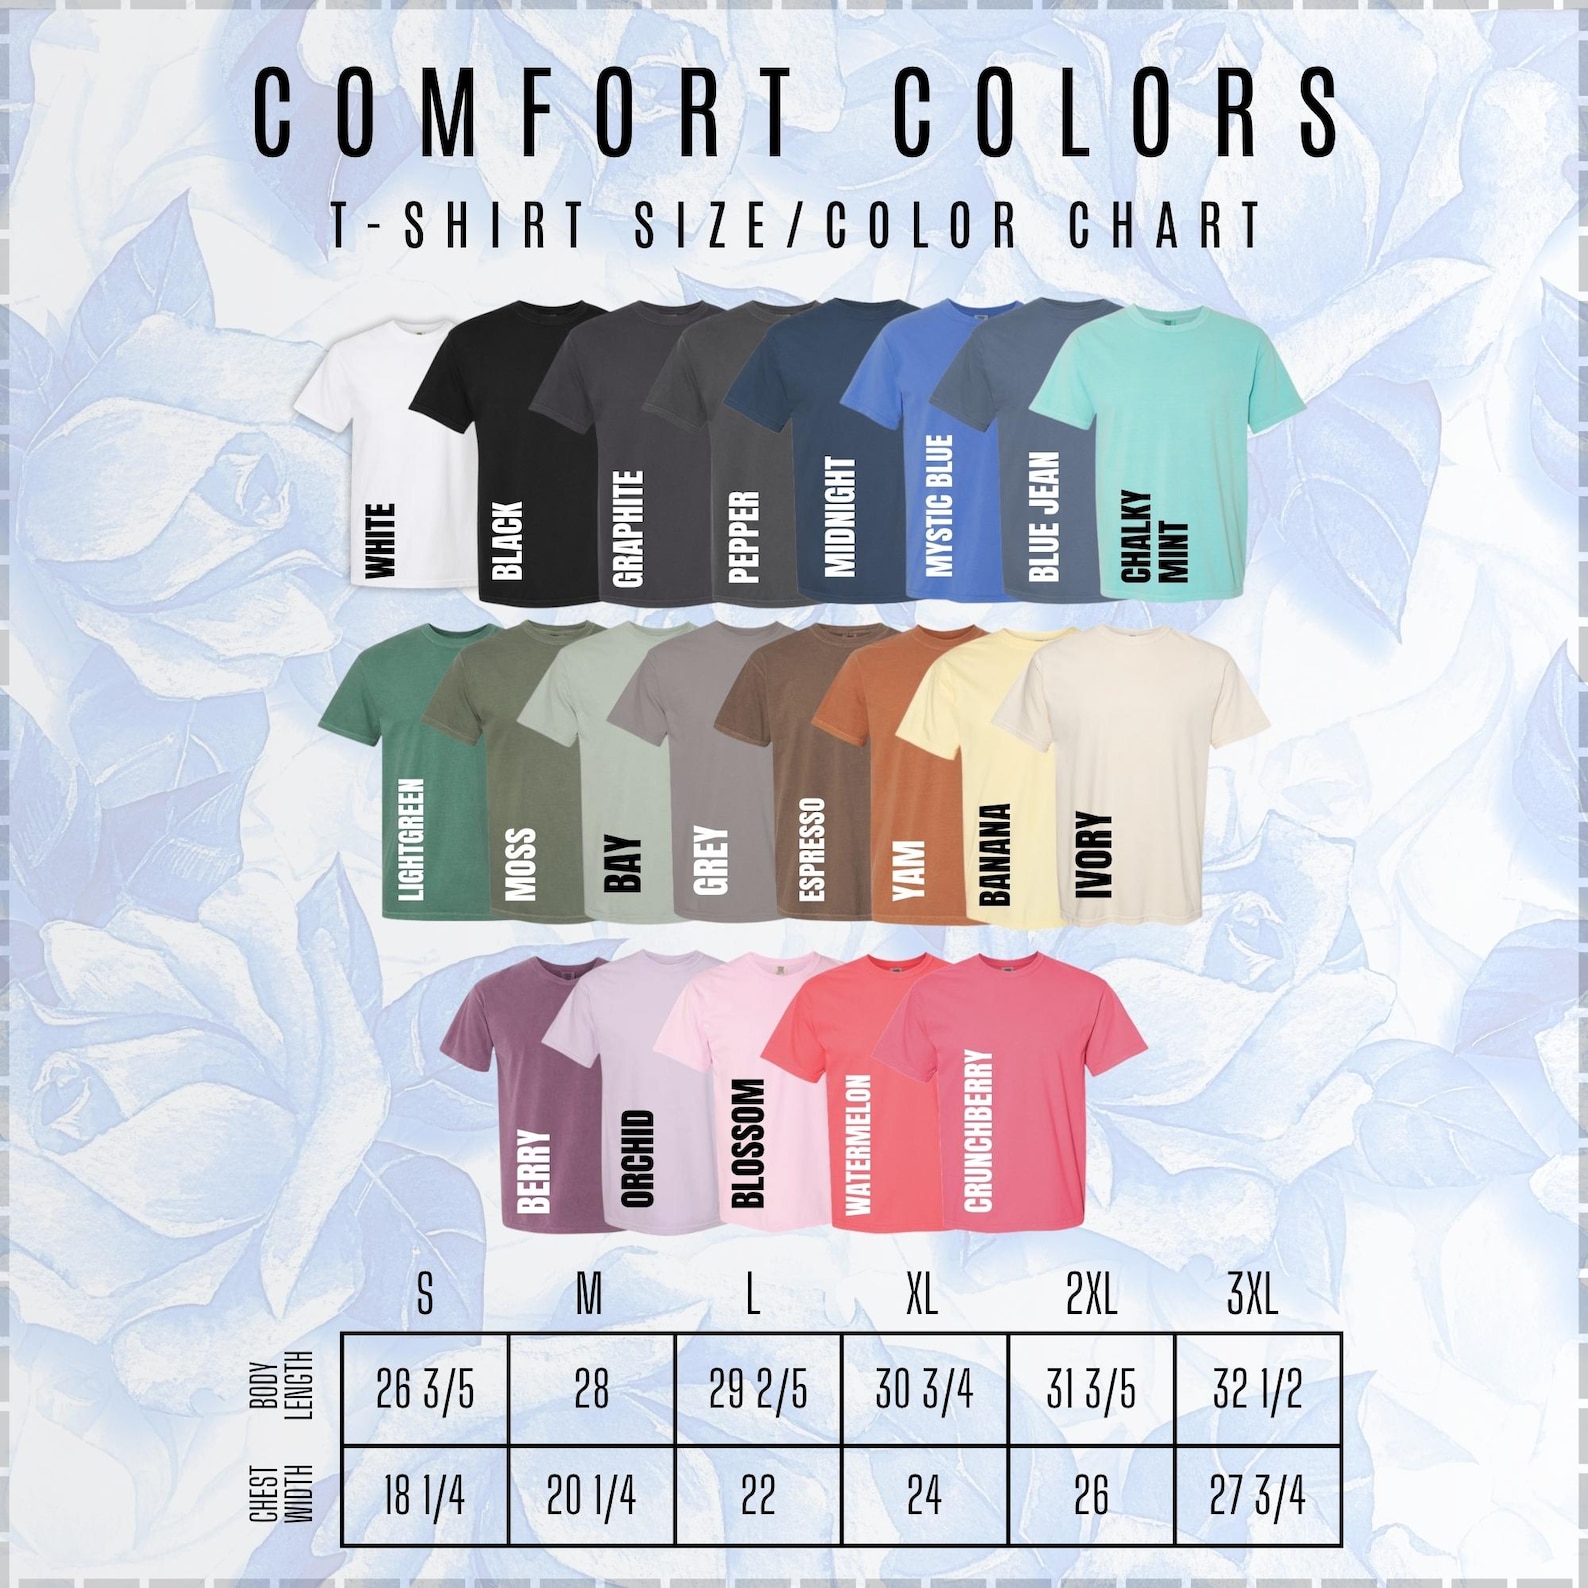 COMFORT COLORS
T-SHIRT SIZE/COLOR CHART
WHITE
BLACK
GRAPHITE
PEPPER
MIDNIGHT
MYSTIC BLUE
BLUE JEAN
CHALKY
MINT
LIGHTGREEN
MOSS
BAY
GREY
ESPRESSO
YAM
BANANA
IVORY
BERRY
ORCHID
BLOSSOM
WATERMELON
CRUNCHBERRY
S M L XL 2XL 3XL
BODY
LENGTH
26 3/5 28 29 2/5 30 3/4 31 3/5 32 1/2
CHEST
WIDTH
18 1/4 20 1/4 22 24 26 27 3/4